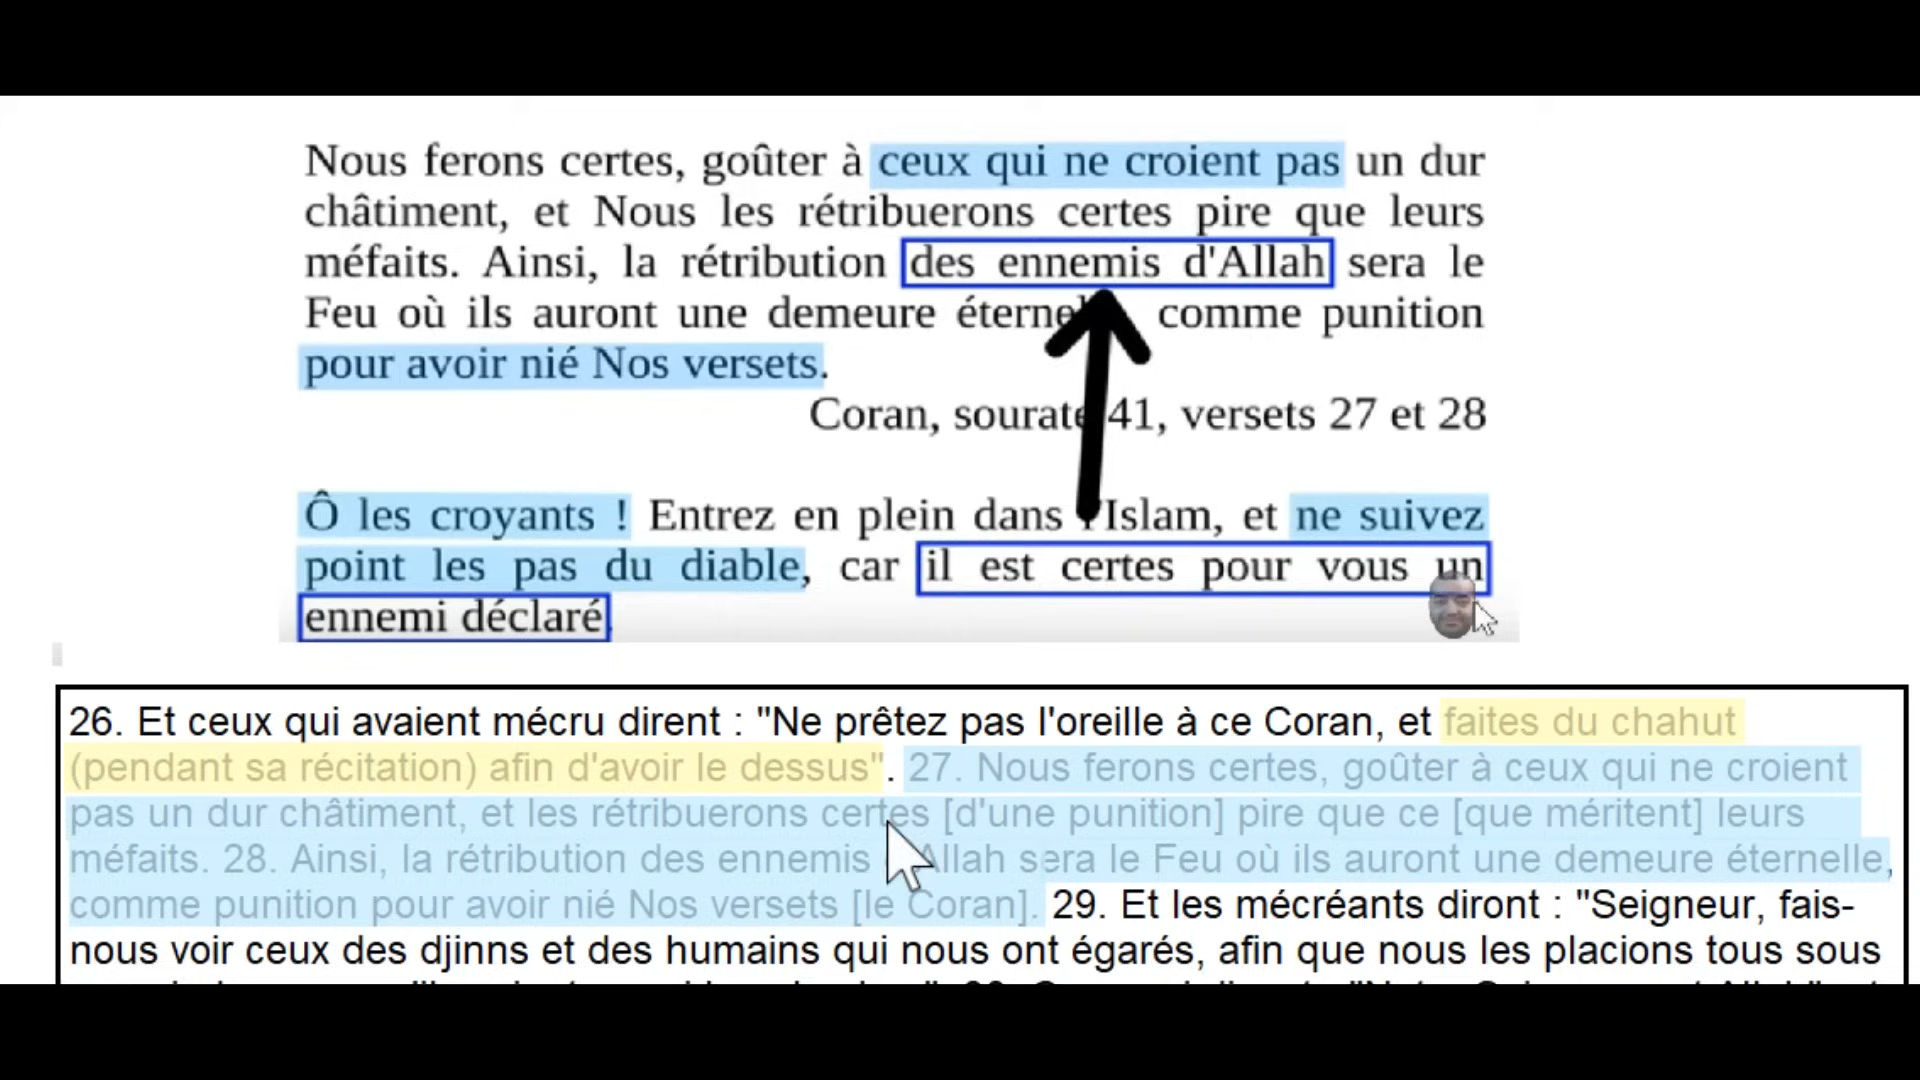 Nous ferons certes, goûter à ceux qui ne croient pas un dur
châtiment, et Nous les rétribuerons certes pire que leurs
méfaits. Ainsi, la rétribution des ennemis d'Allah sera le
Feu où ils auront une demeure comme punition
pour avoir nié Nos versets.
Coran, sourate 41, versets 27 et 28
Ô les croyants ! Entrez en plein dans l'Islam, et ne suivez
point les pas du diable, car il est certes pour vous un
ennemi déclaré
26. Et ceux qui avaient mécru dirent : "Ne prêtez pas l'oreille à ce Coran, et faites du chahut
(pendant sa récitation) afin d'avoir le dessus". 27. Nous ferons certes, goûter à ceux qui ne croient
pas un dur châtiment, et les rétribuerons certes [d'une punition] pire que ce [que méritent] leurs
méfaits. 28. Ainsi, la rétribution des ennemis d'Allah sera le Feu où ils auront une demeure éternelle,
comme punition pour avoir nié Nos versets [le Coran]. 29. Et les mécréants diront : "Seigneur, fais-
nous voir ceux des djinns et des humains qui nous ont égarés, afin que nous les placions tous sous